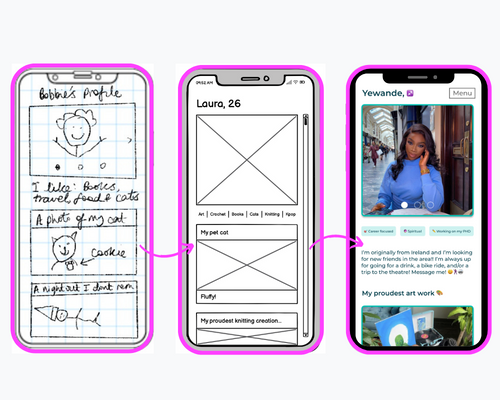 Bobbie's Profile
I like: Books,
travel, food & cats
A photo of my cat
Cookie
A night out I dont rem
09:52 AM
Laura, 26
Art | Crochet | Books | Cats | Knitting | Kpop
My pet cat
Fluffy!
My proudest knitting creation...
Yewande,
Menu
Career focused
Spiritual
Working on my PHD
I'm originally from Ireland and I'm looking
for new friends in the area!! I'm always up
for going for a drink, a bike ride, and/or a
trip to the theatre! Message me!
My proudest art work